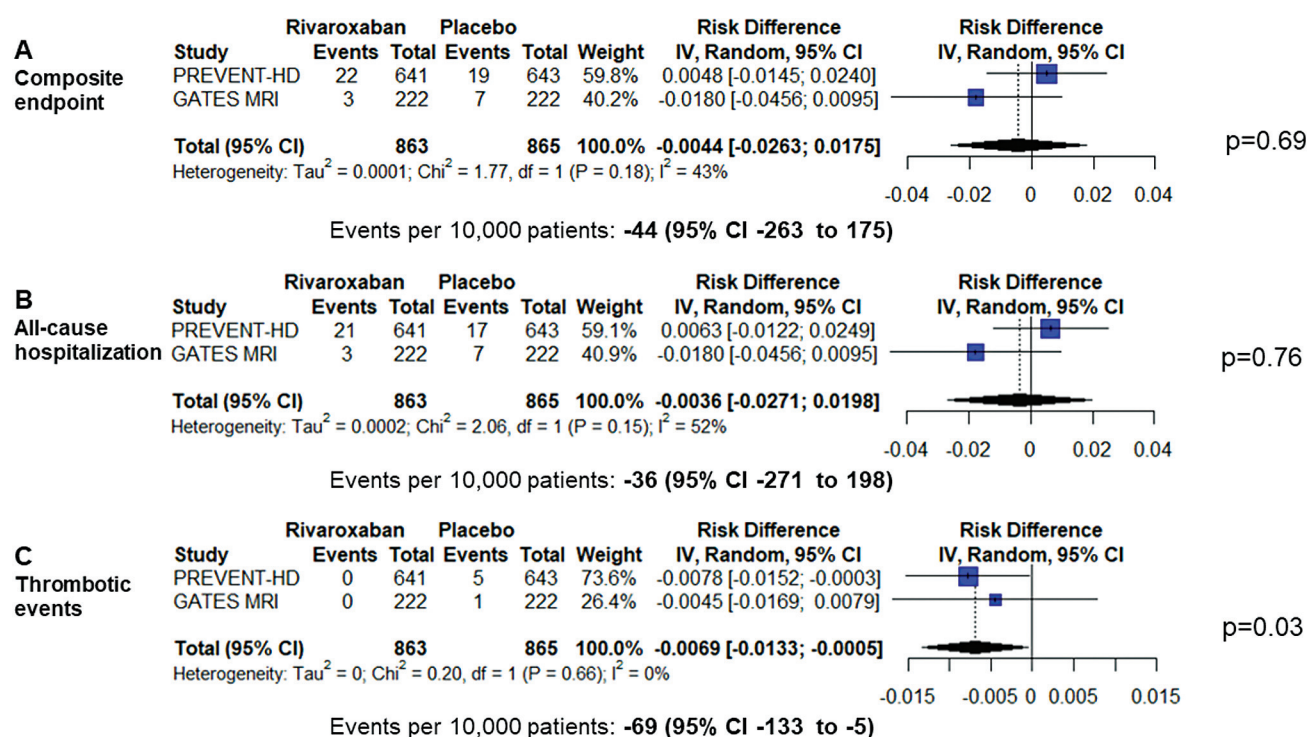 Rivaroxaban Placebo Risk Difference Risk Difference
A Study Events Total Events Total Weight IV, Random, 95% CI IV, Random, 95% CI
Composite endpoint
PREVENT-HD 22 641 19 643 59.8% 0.0048 [-0.0145; 0.0240]
GATES MRI 3 222 7 222 40.2% -0.0180 [-0.0456; 0.0095]
Total (95% CI) 863 865 100.0% -0.0044 [-0.0263; 0.0175]
p=0.69
Heterogeneity: Tau² = 0.0001; Chi² = 1.77, df = 1 (P = 0.18); I² = 43%
-0.04 -0.02 0 0.02 0.04
Events per 10,000 patients: -44 (95% CI -263 to 175)
Rivaroxaban Placebo Risk Difference Risk Difference
B Study Events Total Events Total Weight IV, Random, 95% CI IV, Random, 95% CI
All-cause hospitalization
PREVENT-HD 21 641 17 643 59.1% 0.0063 [-0.0122; 0.0249]
GATES MRI 3 222 7 222 40.9% -0.0180 [-0.0456; 0.0095]
p=0.76
Total (95% CI) 863 865 100.0% -0.0036 [-0.0271; 0.0198]
Heterogeneity: Tau² = 0.0002; Chi² = 2.06, df = 1 (P = 0.15); I² = 52%
-0.04 -0.02 0 0.02 0.04
Events per 10,000 patients: -36 (95% CI -271 to 198)
Rivaroxaban Placebo Risk Difference Risk Difference
C Study Events Total Events Total Weight IV, Random, 95% CI IV, Random, 95% CI
Thrombotic events
PREVENT-HD 0 641 5 643 73.6% -0.0078 [-0.0152; -0.0003]
GATES MRI 0 222 1 222 26.4% -0.0045 [-0.0169; 0.0079]
p=0.03
Total (95% CI) 863 865 100.0% -0.0069 [-0.0133; -0.0005]
Heterogeneity: Tau² = 0; Chi² = 0.20, df = 1 (P = 0.66); I² = 0%
-0.015 -0.005 0 0.005 0.015
Events per 10,000 patients: -69 (95% CI -133 to -5)